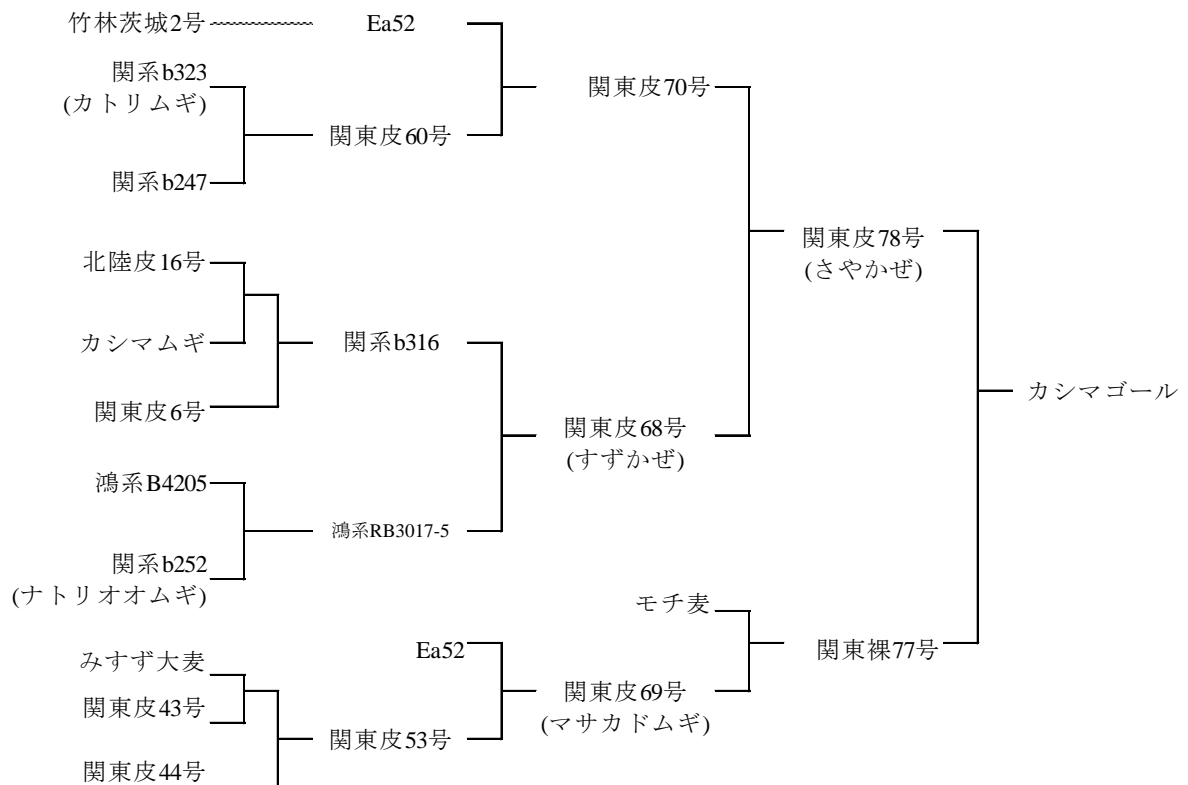 竹林茨城2号
Ea52
関系b323
(カトリムギ)
関東皮70号
関東皮60号
関系b247
関東皮78号
(さやかぜ)
北陸皮16号
カシマムギ
関系b316
カシマゴール
関東皮6号
関東皮68号
(すずかぜ)
鴻系B4205
鴻系RB3017-5
関系b252
(ナトリオオムギ)
モチ麦
Ea52
関東裸77号
みすず大麦
関東皮69号
(マサカドムギ)
関東皮43号
関東皮53号
関東皮44号